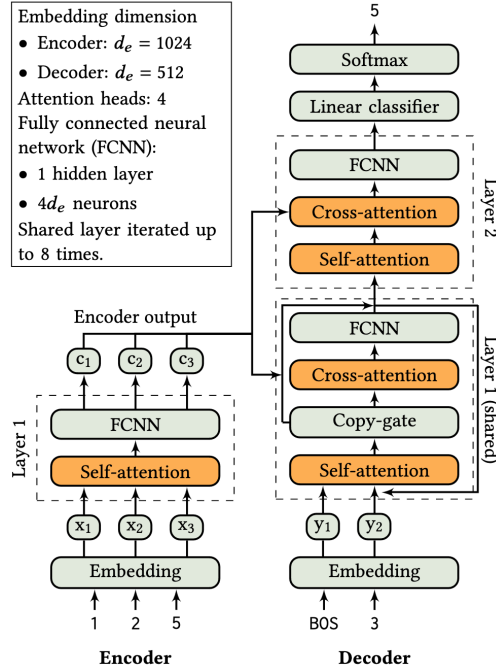 Embedding dimension
• Encoder: dₑ = 1024
• Decoder: dₑ = 512
Attention heads: 4
Fully connected neural
network (FCNN):
• 1 hidden layer
• 4dₑ neurons
Shared layer iterated up
to 8 times.
5
Softmax
Linear classifier
FCNN
Cross-attention
Self-attention
Layer 2
FCNN
Cross-attention
Copy-gate
Self-attention
Layer 1 (shared)
y₁ y₂
Embedding
BOS 3
Decoder
Encoder output
c₁ c₂ c₃
FCNN
Self-attention
Layer 1
x₁ x₂ x₃
Embedding
1 2 5
Encoder